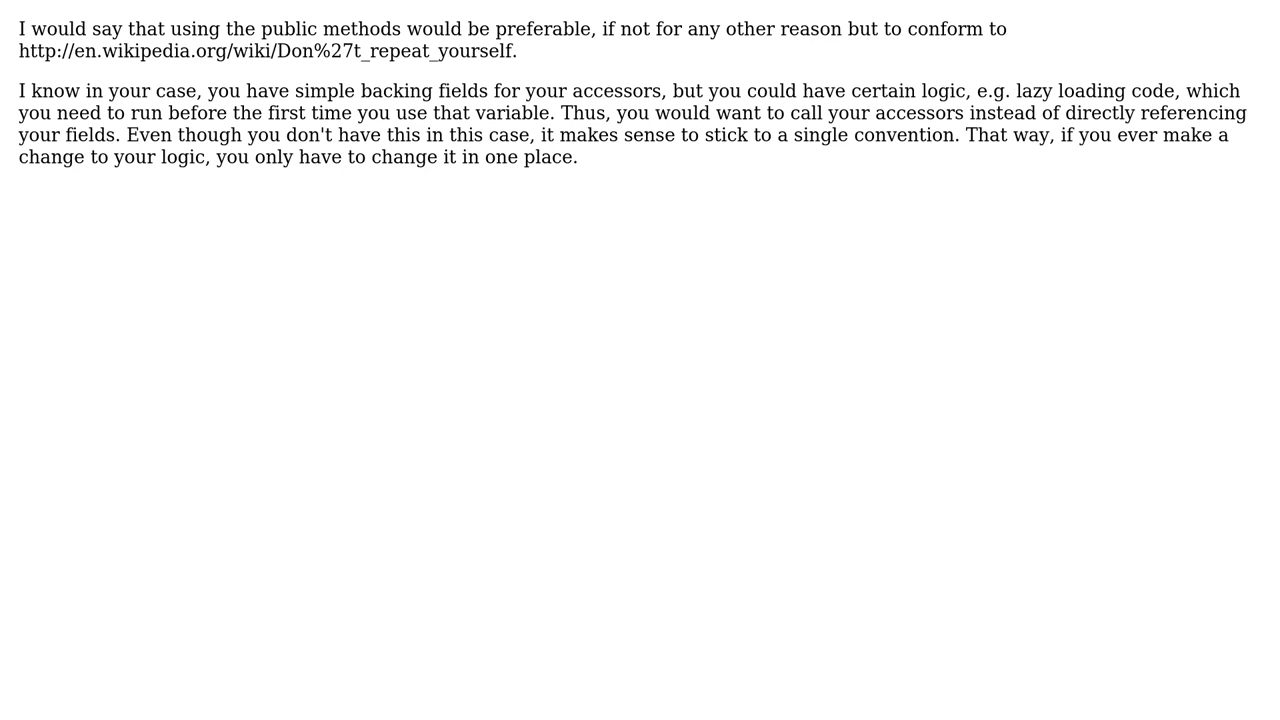 I would say that using the public methods would be preferable, if not for any other reason but to conform to
http://en.wikipedia.org/wiki/Don%27t_repeat_yourself.
I know in your case, you have simple backing fields for your accessors, but you could have certain logic, e.g. lazy loading code, which
you need to run before the first time you use that variable. Thus, you would want to call your accessors instead of directly referencing
your fields. Even though you don't have this in this case, it makes sense to stick to a single convention. That way, if you ever make a
change to your logic, you only have to change it in one place.